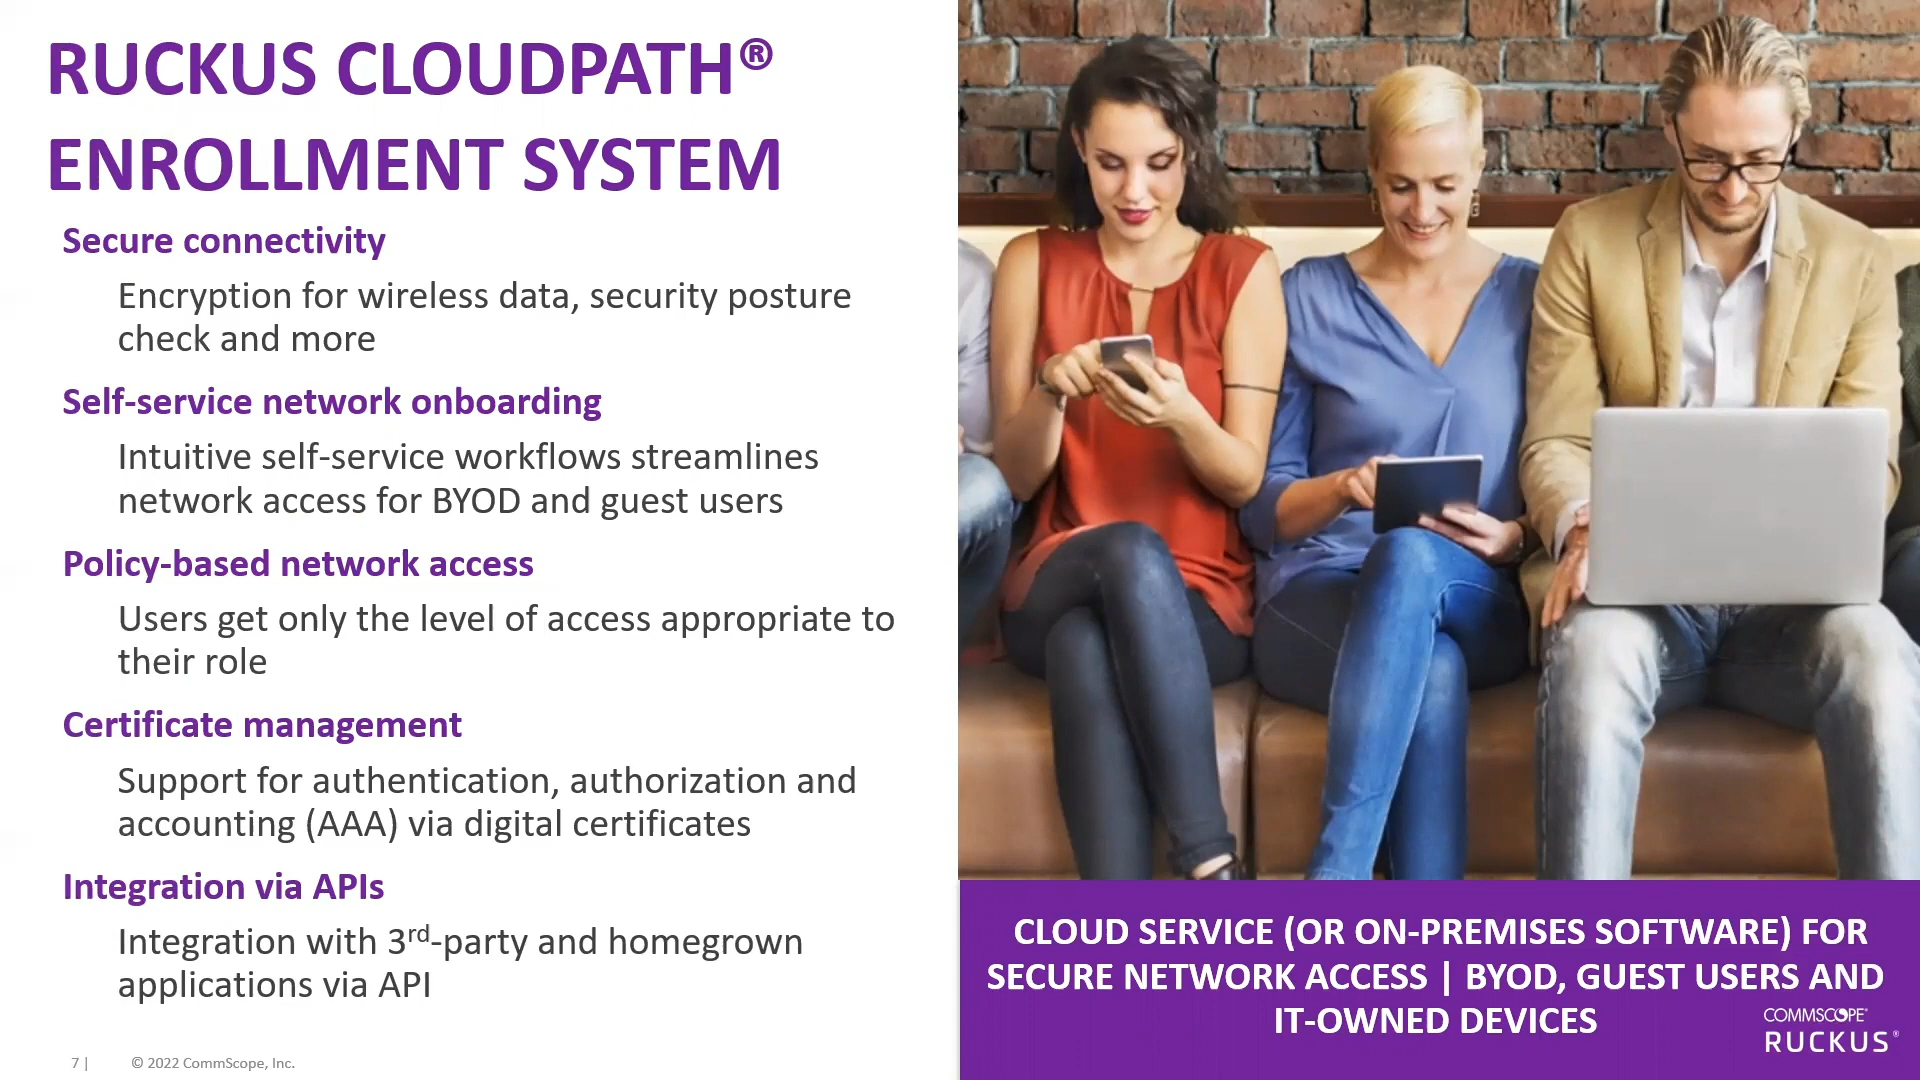 RUCKUS CLOUDPATH®
ENROLLMENT SYSTEM
Secure connectivity
Encryption for wireless data, security posture
check and more
Self-service network onboarding
Intuitive self-service workflows streamlines
network access for BYOD and guest users
Policy-based network access
Users get only the level of access appropriate to
their role
Certificate management
Support for authentication, authorization and
accounting (AAA) via digital certificates
Integration via APIs
Integration with 3rd-party and homegrown
applications via API
7 | © 2022 CommScope, Inc.
CLOUD SERVICE (OR ON-PREMISES SOFTWARE) FOR
SECURE NETWORK ACCESS | BYOD, GUEST USERS AND
IT-OWNED DEVICES
COMMSCOPE®
RUCKUS®